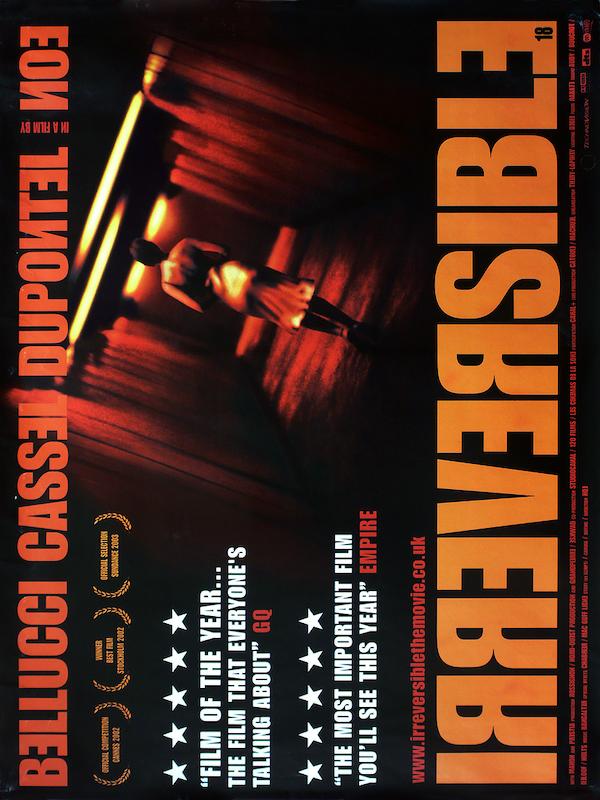 BELLUCCI CASSEL DUPONTEL IN A FILM BY NOE
OFFICIAL COMPETITION
CANNES 2002
WINNER
BEST FILM
STOCKHOLM 2002
OFFICIAL SELECTION
SUNDANCE 2003
★★★★★
"FILM OF THE YEAR...
THE FILM THAT EVERYONE'S
TALKING ABOUT" GQ
★★★★★
"THE MOST IMPORTANT FILM
YOU'LL SEE THIS YEAR" EMPIRE
www.irreversiblethemovie.co.uk
IRREVERSIBLE
18